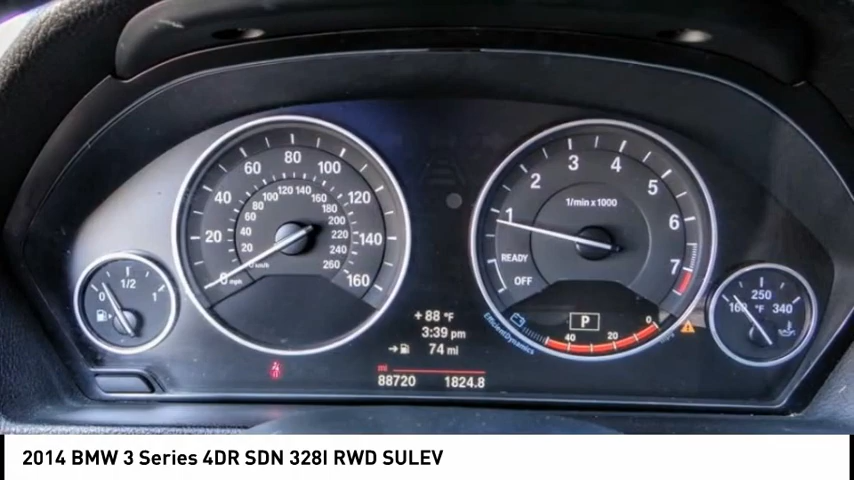 20 40 60 80 100 120 140 160
mph
20 40 60 80 100 120 140 160 180 200 220 240 260
km/h
0 1/2 1
1 2 3 4 5 6 7
1/min x 1000
READY
OFF
EfficientDynamics
40 20 0
P
250
160 °F 340
+88 °F
3:39 pm
74 mi
mi
88720 1824.8
2014 BMW 3 Series 4DR SDN 328I RWD SULEV